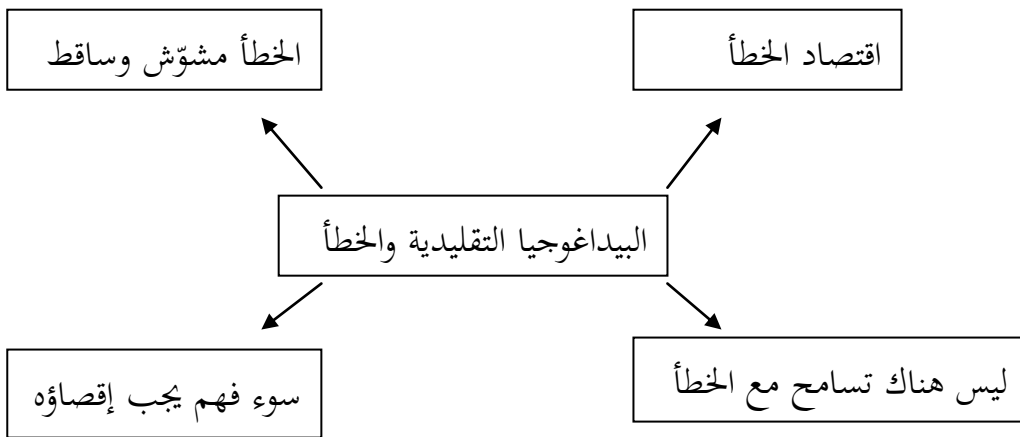 اقتصاد الخطأ
الخطأ مشوّش وساقط
البيداغوجيا التقليدية والخطأ
ليس هناك تسامح مع الخطأ
سوء فهم يجب إقصاؤه